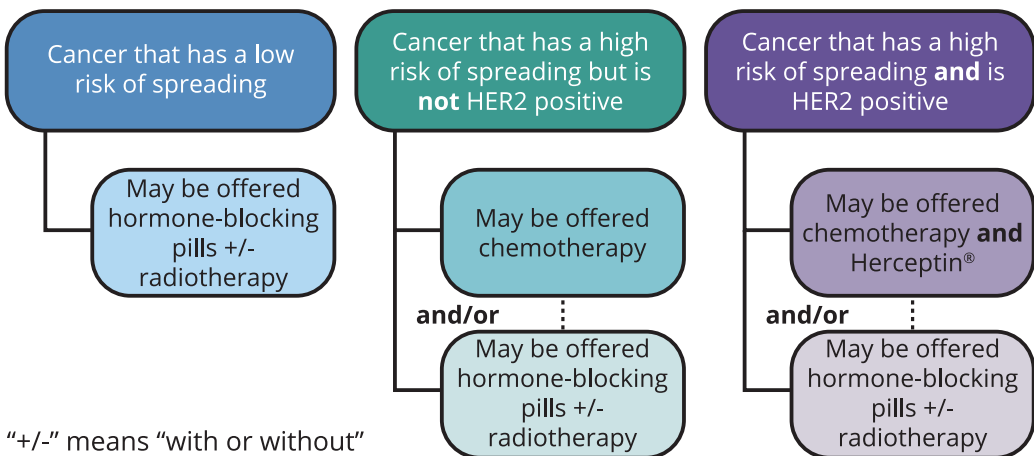 Cancer that has a low
risk of spreading
May be offered
hormone-blocking
pills +/-
radiotherapy
Cancer that has a high
risk of spreading but is
not HER2 positive
May be offered
chemotherapy
and/or
May be offered
hormone-blocking
pills +/-
radiotherapy
Cancer that has a high
risk of spreading and is
HER2 positive
May be offered
chemotherapy and
Herceptin®
and/or
May be offered
hormone-blocking
pills +/-
radiotherapy
“+/-” means “with or without”